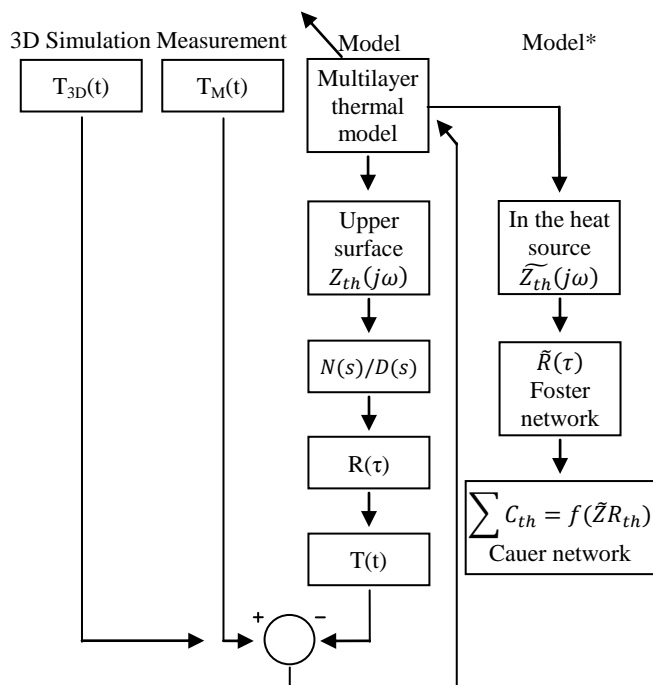 3D Simulation Measurement Model Model*
T3D(t)
TM(t)
Multilayer
thermal
model
Upper
surface
Zth(jω)
In the heat
source
Z̃th(jω)
N(s)/D(s)
R̃(τ)
Foster
network
R(τ)
∑ Cth = f(Z̃Rth)
Cauer network
T(t)
+ −